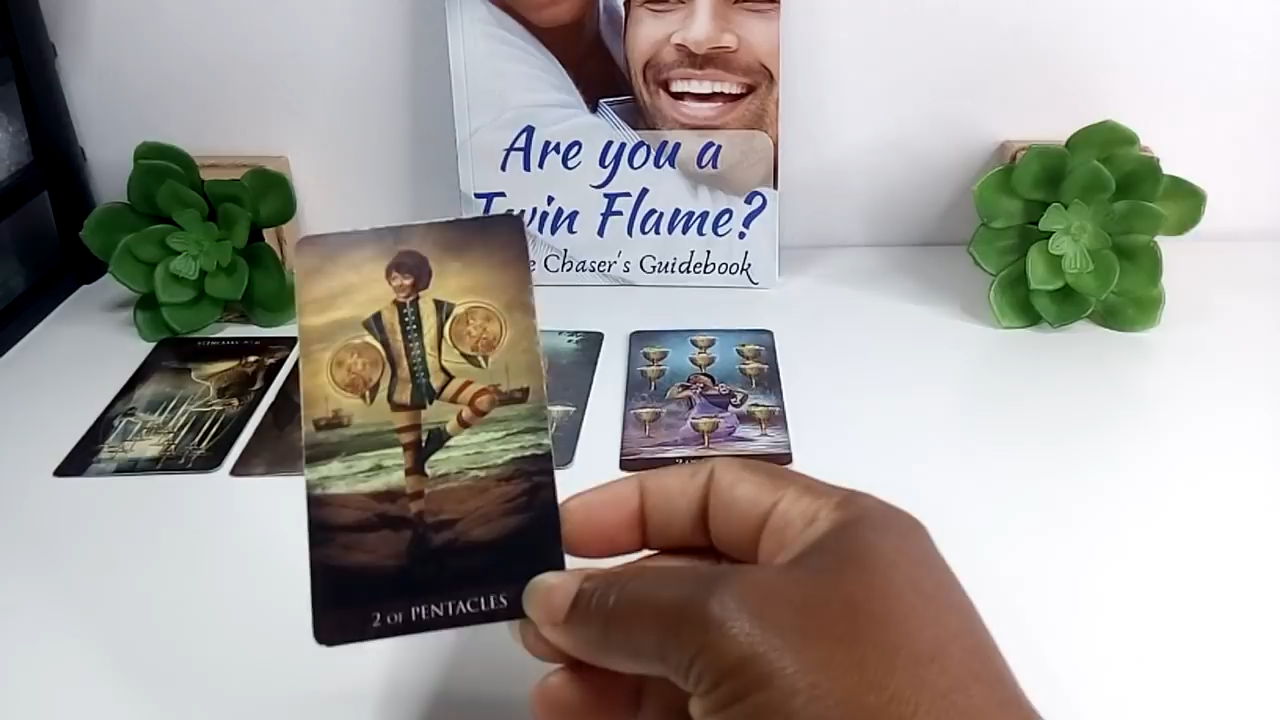 Are you a
Twin Flame?
e Chaser's Guidebook
2 OF PENTACLES